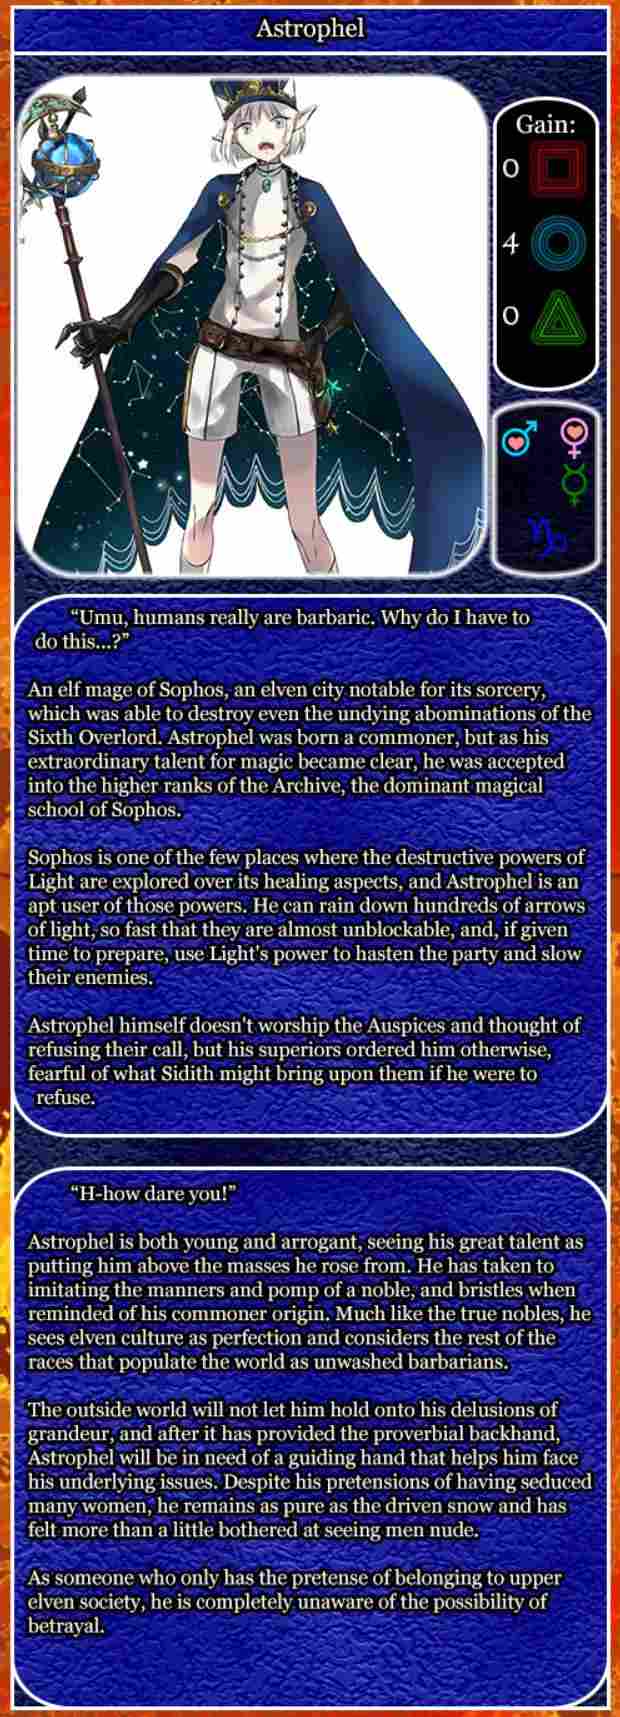 Astrophel
Gain:
0
4
0
“Umu, humans really are barbaric. Why do I have to
do this...?”
An elf mage of Sophos, an elven city notable for its sorcery,
which was able to destroy even the undying abominations of the
Sixth Overlord. Astrophel was born a commoner, but as his
extraordinary talent for magic became clear, he was accepted
into the higher ranks of the Archive, the dominant magical
school of Sophos.
Sophos is one of the few places where the destructive powers of
Light are explored over its healing aspects, and Astrophel is an
apt user of those powers. He can rain down hundreds of arrows
of light, so fast that they are almost unblockable, and, if given
time to prepare, use Light's power to hasten the party and slow
their enemies.
Astrophel himself doesn't worship the Auspices and thought of
refusing their call, but his superiors ordered him otherwise,
fearful of what Sidith might bring upon them if he were to
refuse.
“H-how dare you!”
Astrophel is both young and arrogant, seeing his great talent as
putting him above the masses he rose from. He has taken to
imitating the manners and pomp of a noble, and bristles when
reminded of his commoner origin. Much like the true nobles, he
sees elven culture as perfection and considers the rest of the
races that populate the world as unwashed barbarians.
The outside world will not let him hold onto his delusions of
grandeur, and after it has provided the proverbial backhand,
Astrophel will be in need of a guiding hand that helps him face
his underlying issues. Despite his pretensions of having seduced
many women, he remains as pure as the driven snow and has
felt more than a little bothered at seeing men nude.
As someone who only has the pretense of belonging to upper
elven society, he is completely unaware of the possibility of
betrayal.